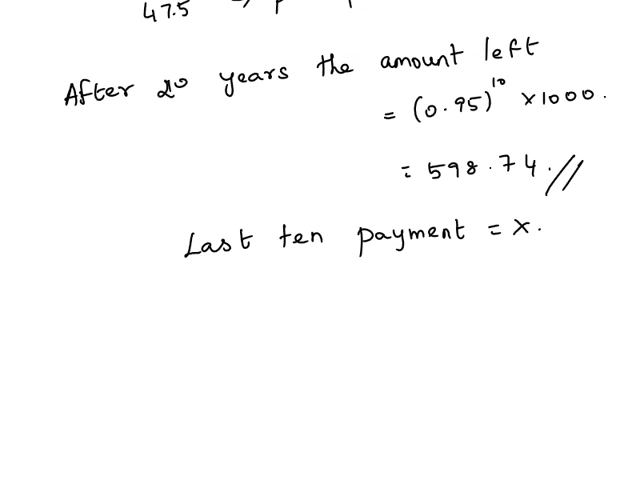 47.5
After 20 years the amount left
= (0.95)^10 × 1000.
= 598.74.//
Last ten payment = x.